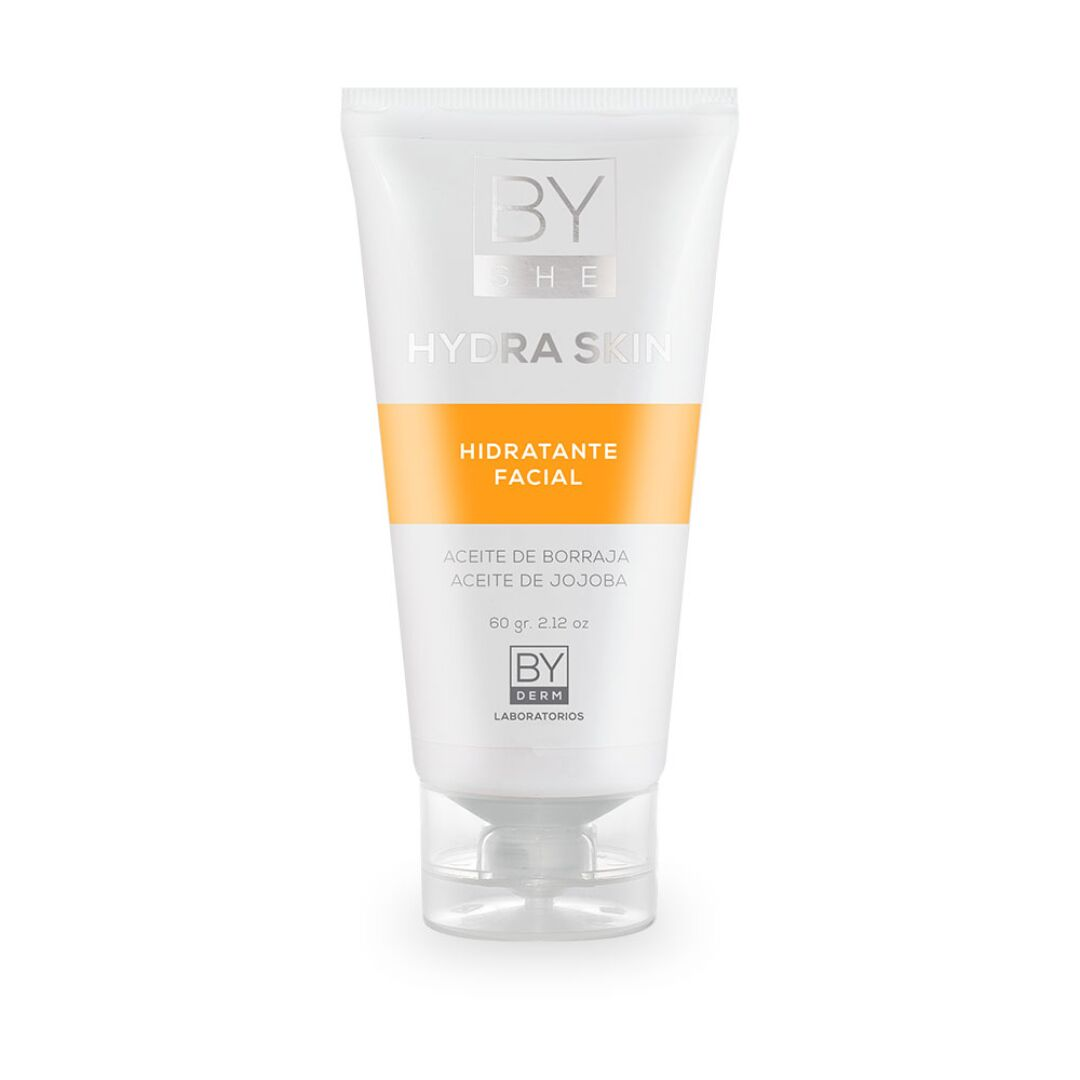 BY
SHE
HYDRA SKIN
HIDRATANTE
FACIAL
ACEITE DE BORRAJA
ACEITE DE JOJOBA
60 gr. 2.12 oz
BY
DERM
LABORATORIOS